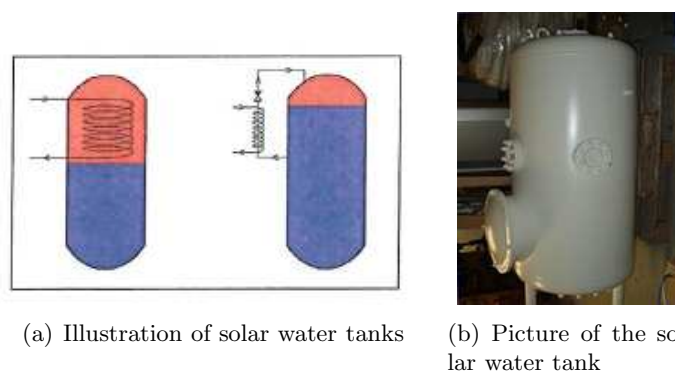 (a) Illustration of solar water tanks
(b) Picture of the so-
lar water tank